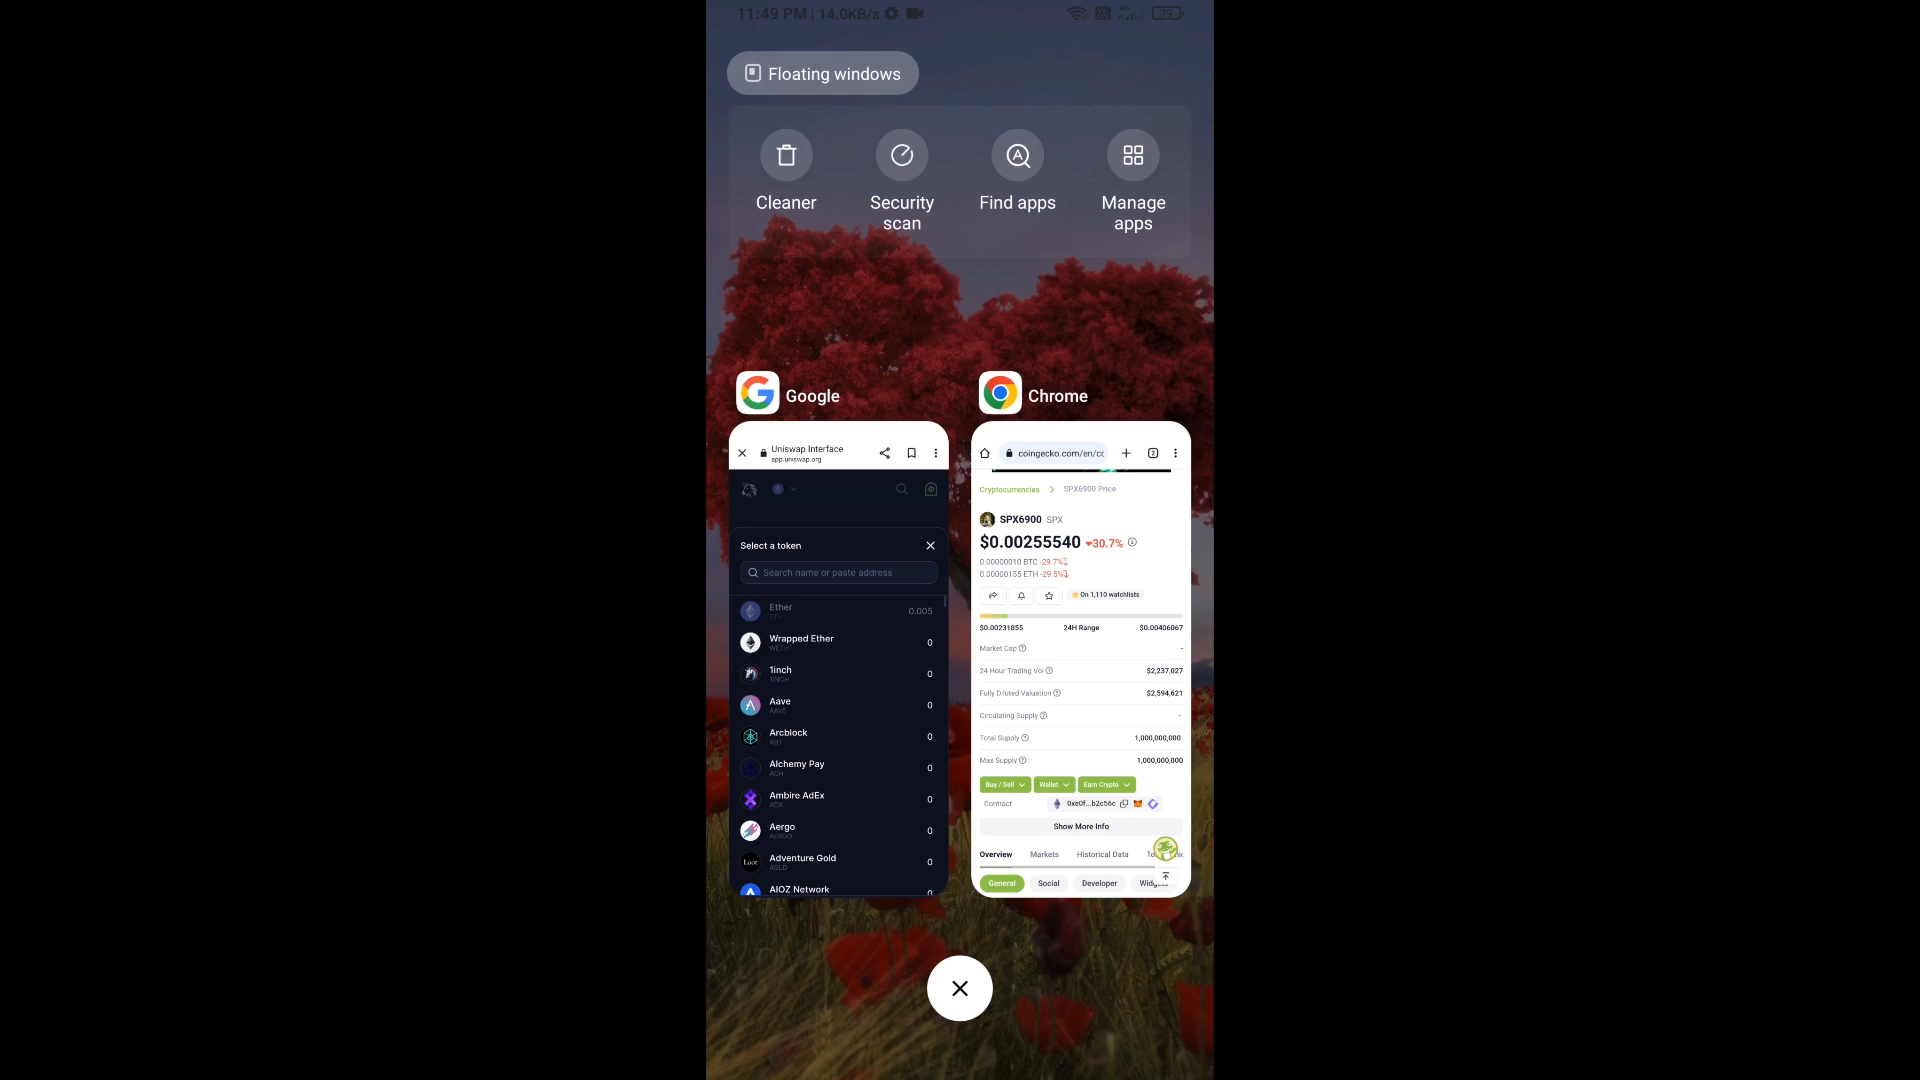 11:49 PM | 14.0KB/s
79
Floating windows
Cleaner
Security scan
Find apps
Manage apps
Google
Chrome
Uniswap Interface
app.uniswap.org
Select a token
Search name or paste address
Ether
ETH
0.005
Wrapped Ether
WETH
0
1inch
1INCH
0
Aave
AAVE
0
Arcblock
ABT
0
Alchemy Pay
ACH
0
Ambire AdEx
ADX
0
Aergo
AERGO
0
Loot
Adventure Gold
AGLD
0
AIOZ Network
0
coingecko.com/en/cc
2
Cryptocurrencies > SPX6900 Price
SPX6900 SPX
$0.00255540 30.7%
0.00000010 BTC -29.7%
0.00000155 ETH -29.5%
On 1,110 watchlists
$0.00231855 24H Range $0.00406067
Market Cap -
24 Hour Trading Vol $2,237,027
Fully Diluted Valuation $2,594,621
Circulating Supply -
Total Supply 1,000,000,000
Max Supply 1,000,000,000
Buy / Sell Wallet Earn Crypto
Contract 0xe0f...b2c56c
Show More Info
Overview Markets Historical Data
General Social Developer